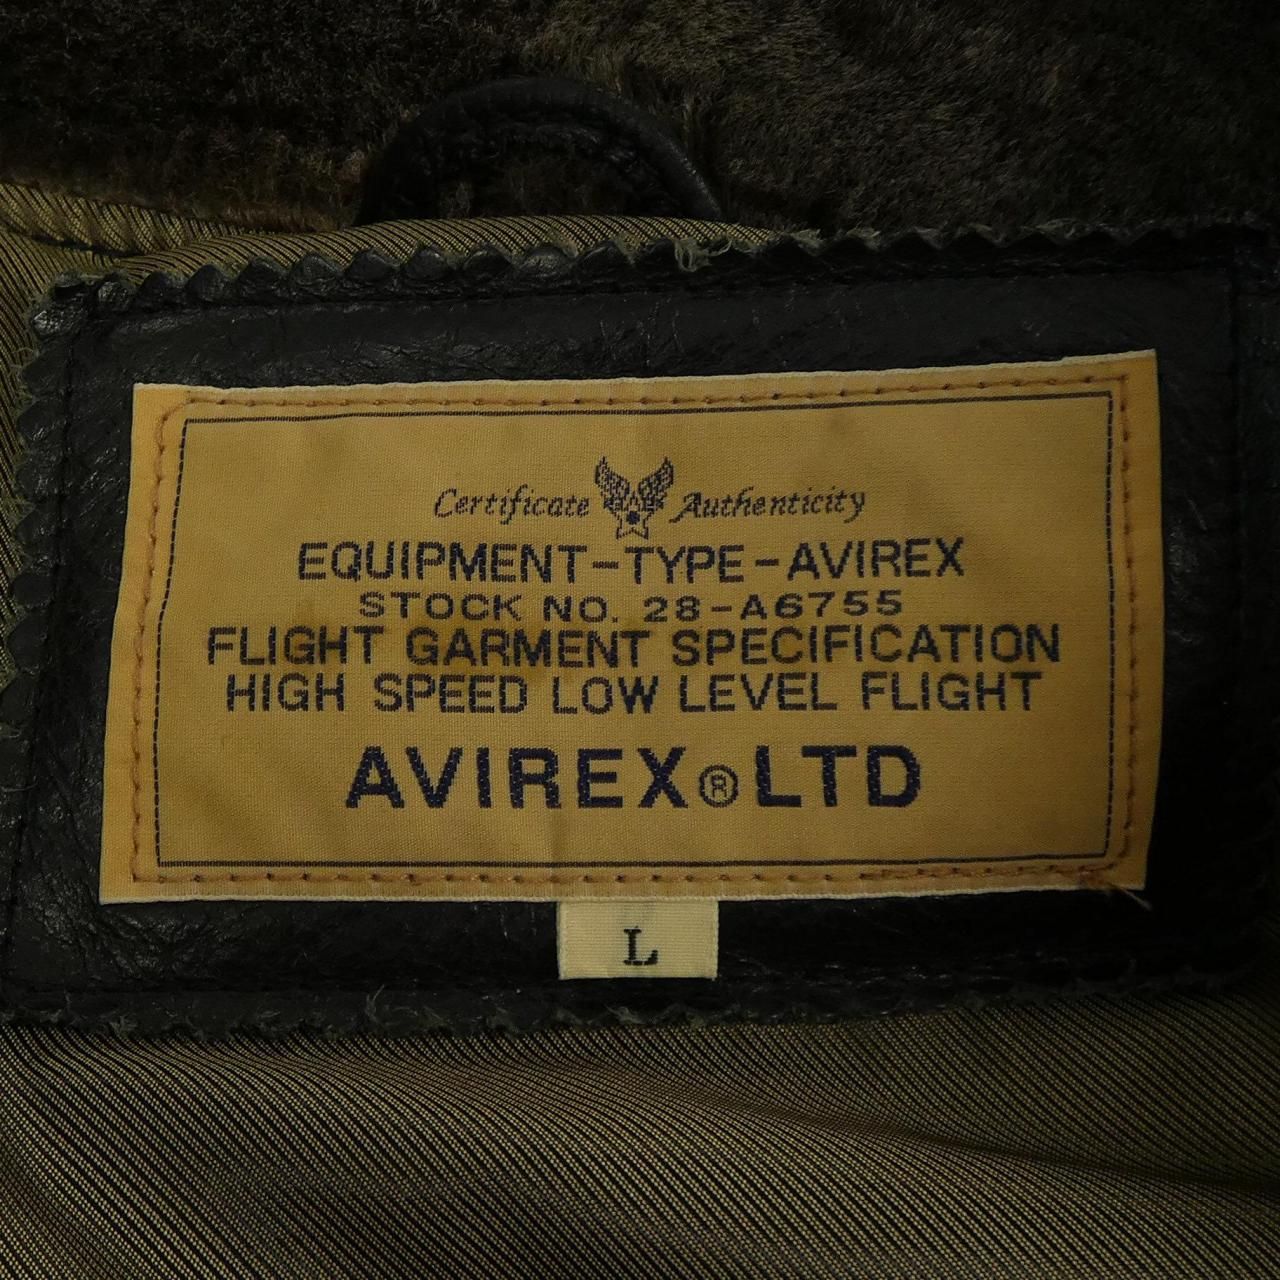 Certificate Authenticity
EQUIPMENT-TYPE-AVIREX
STOCK NO. 28-A6755
FLIGHT GARMENT SPECIFICATION
HIGH SPEED LOW LEVEL FLIGHT
AVIREX® LTD
L